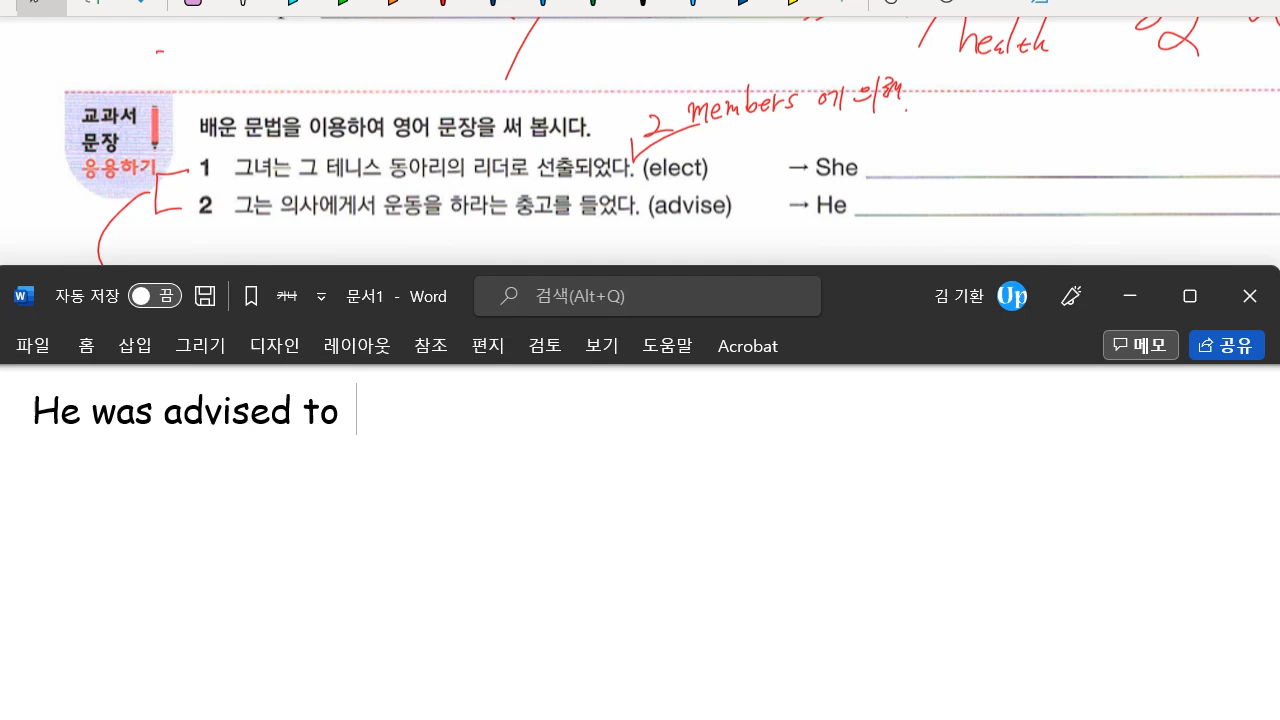 health
2 members 에 의해.
교과서
문장
응용하기
배운 문법을 이용하여 영어 문장을 써 봅시다.
1 그녀는 그 테니스 동아리의 리더로 선출되었다. (elect) → She
2 그는 의사에게서 운동을 하라는 충고를 들었다. (advise) → He
자동 저장 끔 가나 문서1 - Word 검색(Alt+Q) 김 기환 Up
파일 홈 삽입 그리기 디자인 레이아웃 참조 편지 검토 보기 도움말 Acrobat 메모 공유
He was advised to